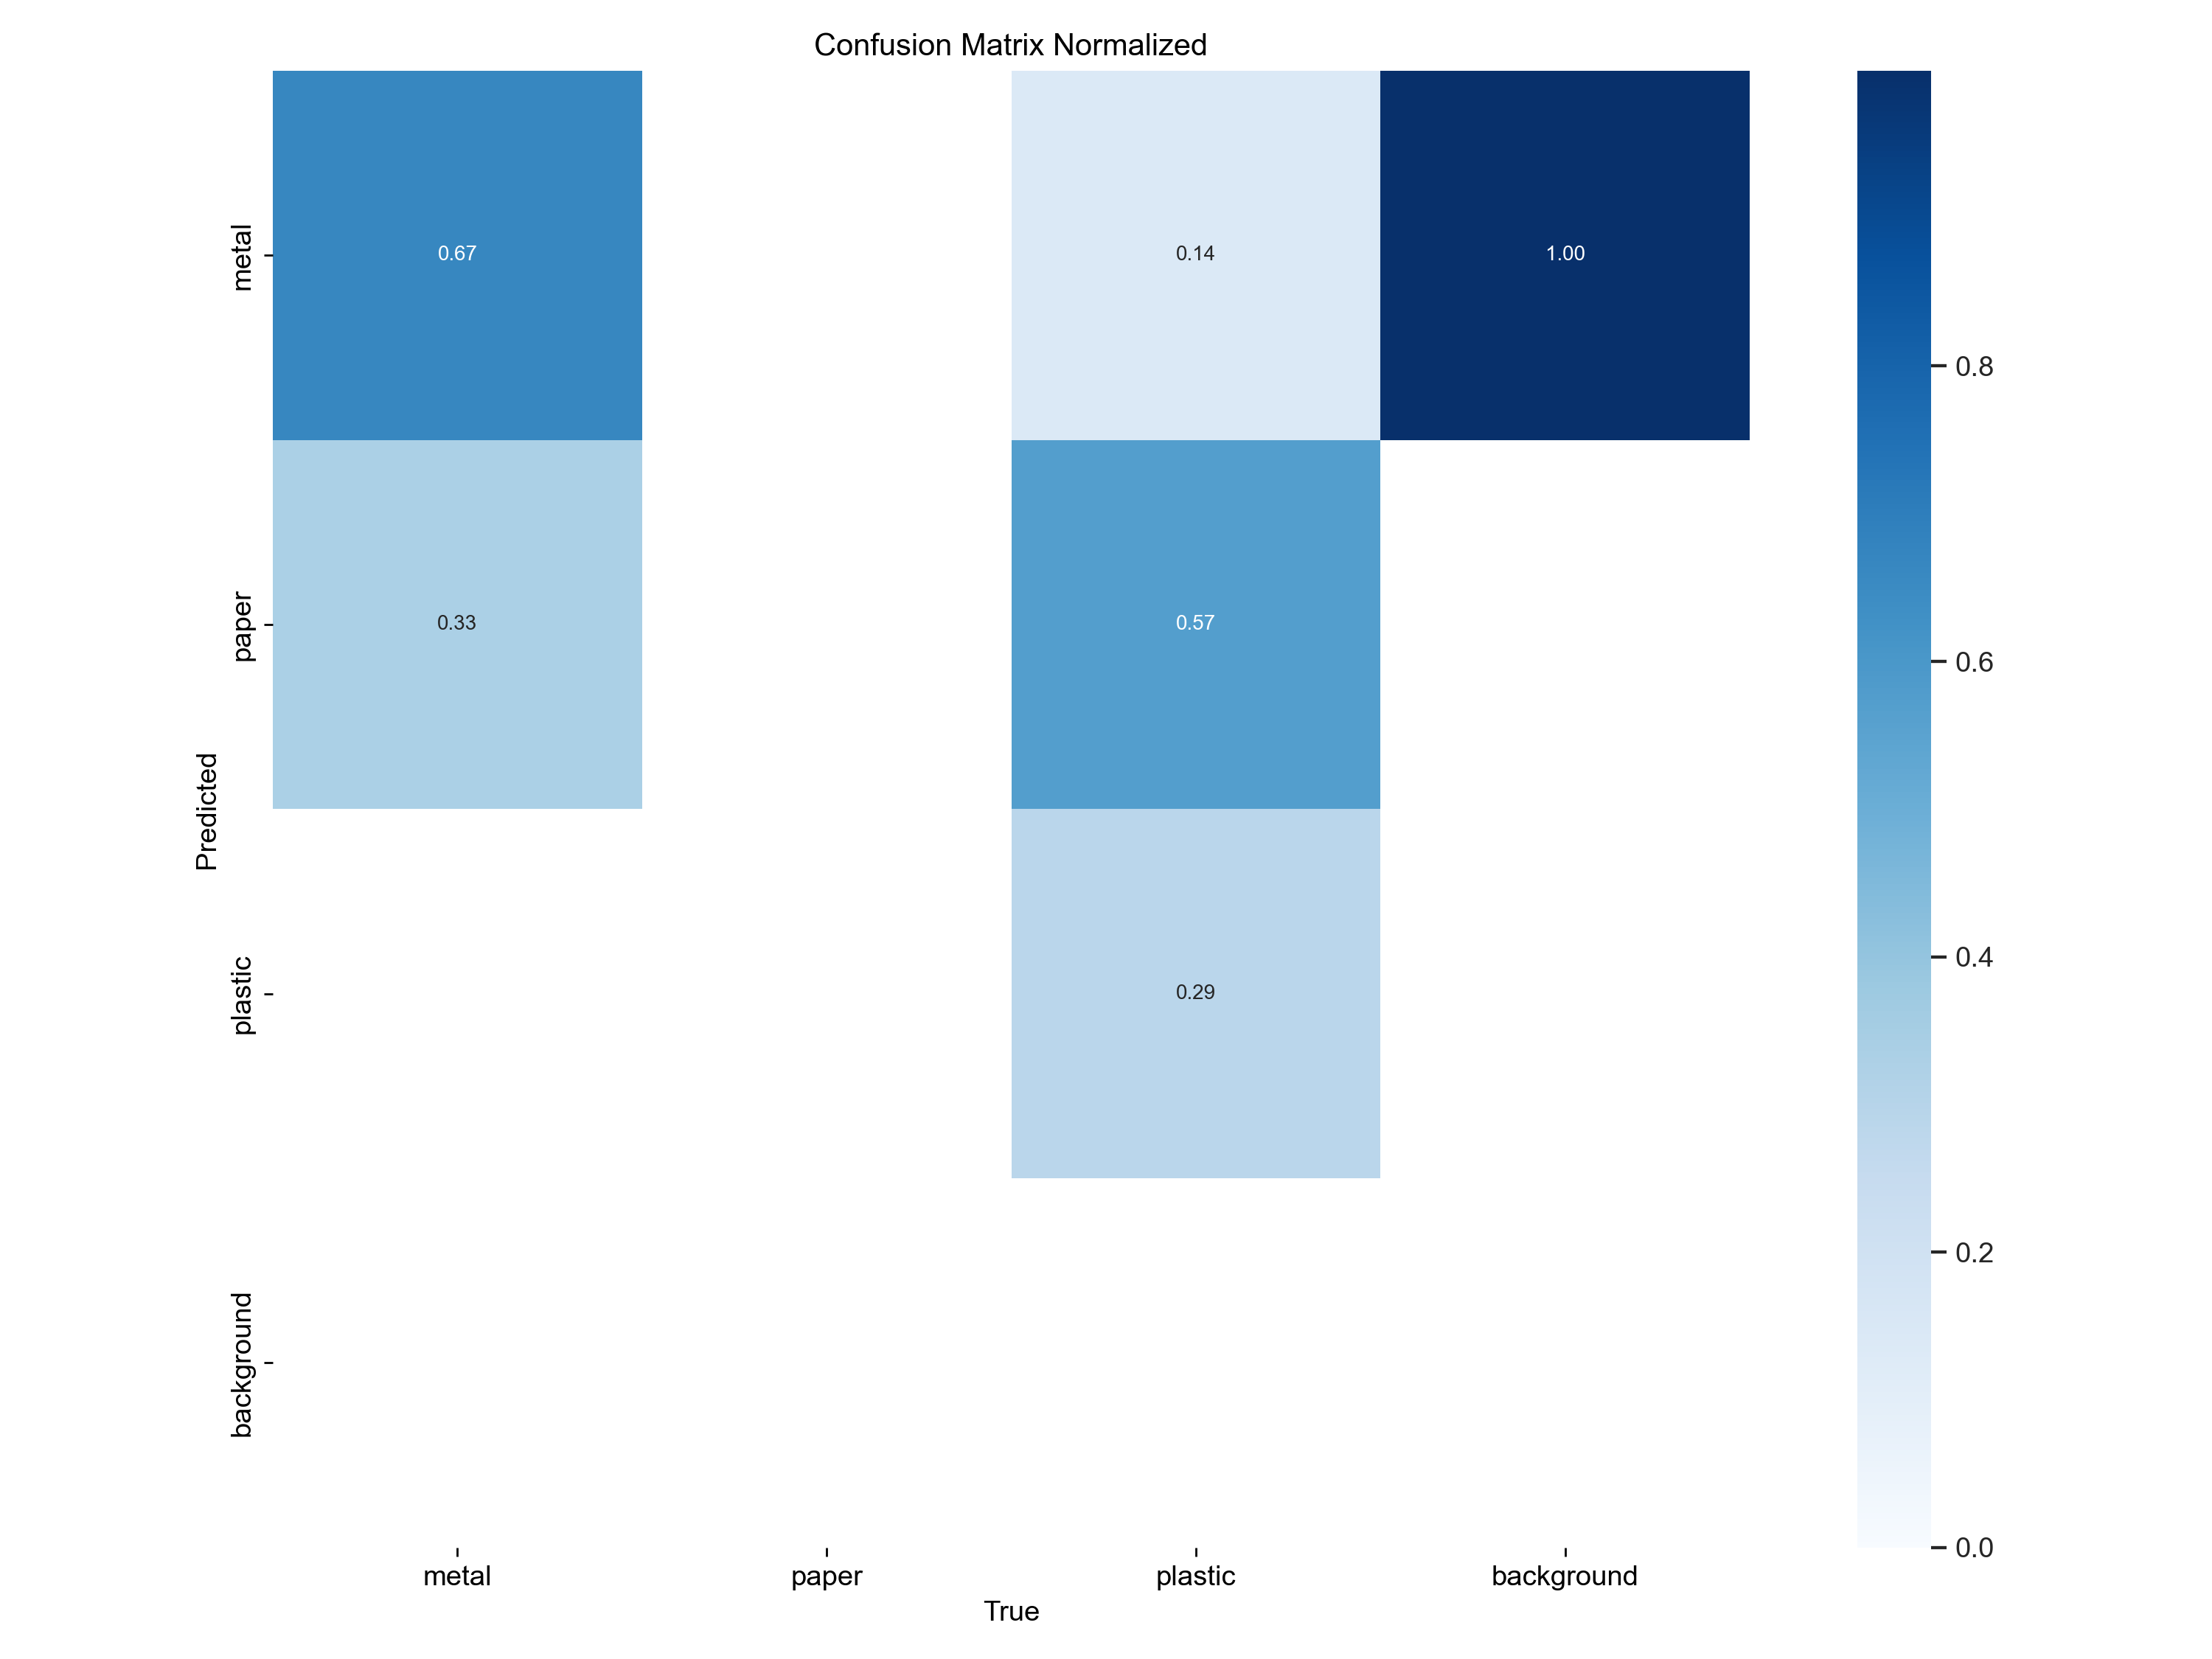 Confusion Matrix Normalized
metal
0.67
0.14
1.00
0.8
paper
0.33
0.57
0.6
Predicted
plastic
0.29
0.4
background
0.2
0.0
metal
paper
plastic
background
True